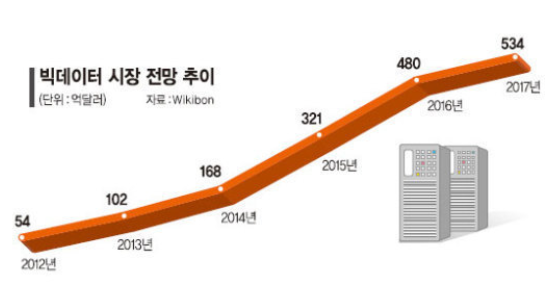 빅데이터 시장 전망 추이
(단위 : 억달러) 자료 : Wikibon
54
102
168
321
480
534
2012년
2013년
2014년
2015년
2016년
2017년